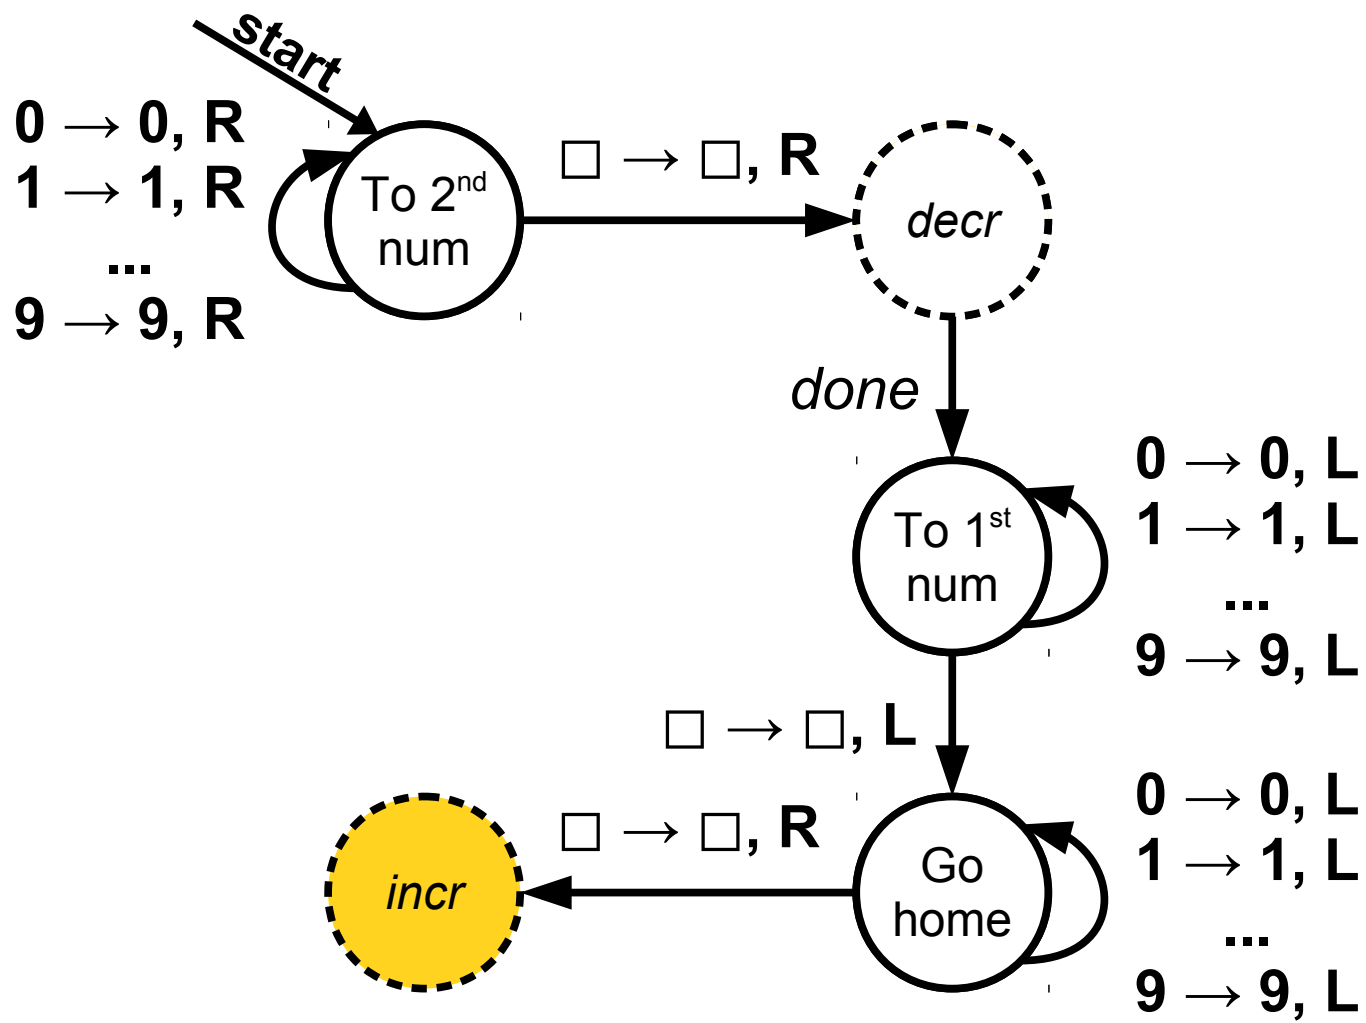 start
0 → 0, R
1 → 1, R
...
9 → 9, R
To 2nd
num
□ → □, R
decr
done
To 1st
num
0 → 0, L
1 → 1, L
...
9 → 9, L
□ → □, L
Go
home
0 → 0, L
1 → 1, L
...
9 → 9, L
□ → □, R
incr